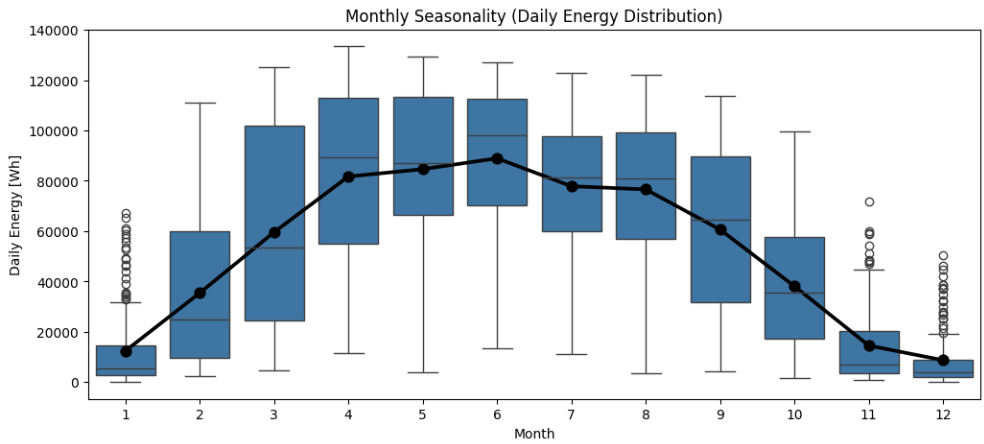 Monthly Seasonality (Daily Energy Distribution)
Daily Energy [Wh]
140000
120000
100000
80000
60000
40000
20000
0
1 2 3 4 5 6 7 8 9 10 11 12
Month